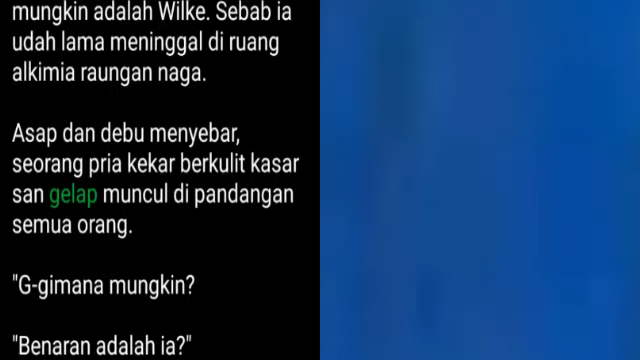 mungkin adalah Wilke. Sebab ia
udah lama meninggal di ruang
alkimia raungan naga.
Asap dan debu menyebar,
seorang pria kekar berkulit kasar
san gelap muncul di pandangan
semua orang.
"G-gimana mungkin?
"Benaran adalah ia?"